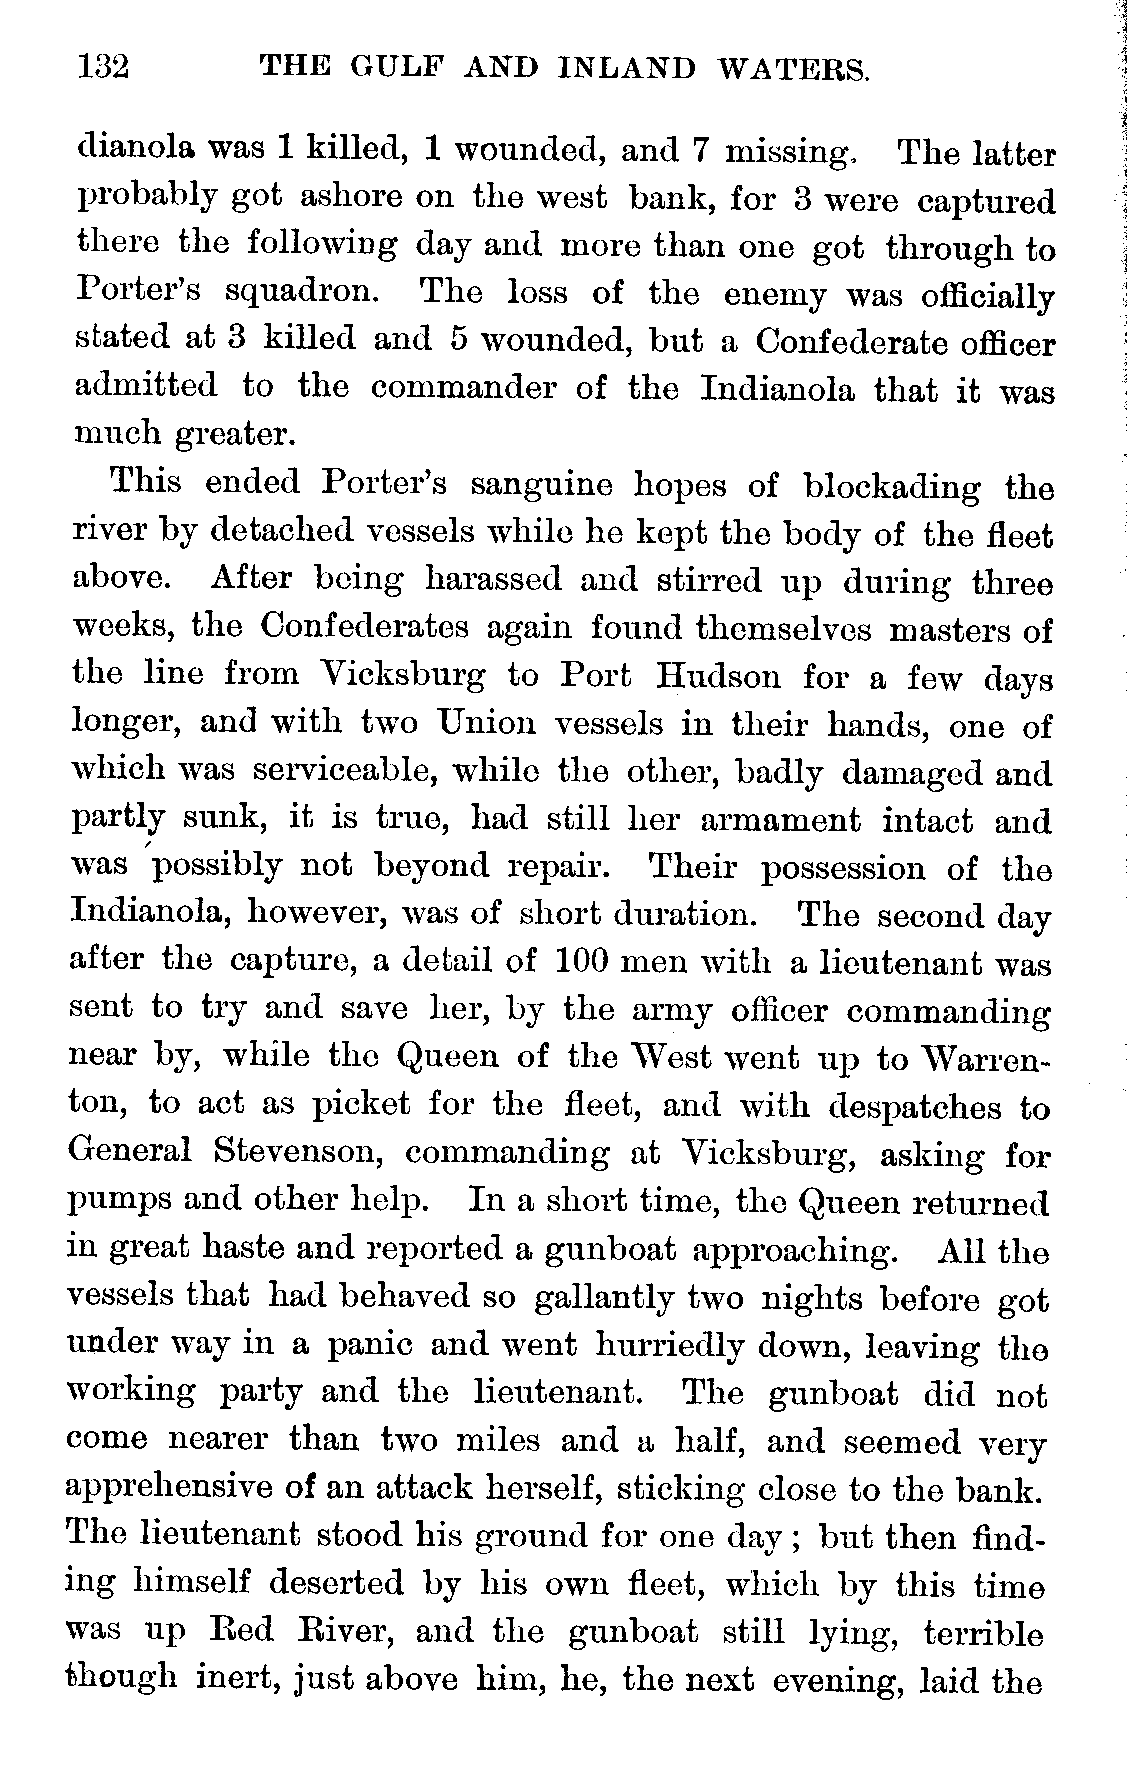 132 THE GULF AND INLAND WATERS.
dianola was 1 killed, 1 wounded, and 7 missing. The latter
probably got ashore on the west bank, for 3 were captured
there the following day and more than one got through to
Porter's squadron. The loss of the enemy was officially
stated at 3 killed and 5 wounded, but a Confederate officer
admitted to the commander of the Indianola that it was
much greater.
This ended Porter's sanguine hopes of blockading the
river by detached vessels while he kept the body of the fleet
above. After being harassed and stirred up during three
weeks, the Confederates again found themselves masters of
the line from Vicksburg to Port Hudson for a few days
longer, and with two Union vessels in their hands, one of
which was serviceable, while the other, badly damaged and
partly sunk, it is true, had still her armament intact and
was possibly not beyond repair. Their possession of the
Indianola, however, was of short duration. The second day
after the capture, a detail of 100 men with a lieutenant was
sent to try and save her, by the army officer commanding
near by, while the Queen of the West went up to Warren-
ton, to act as picket for the fleet, and with despatches to
General Stevenson, commanding at Vicksburg, asking for
pumps and other help. In a short time, the Queen returned
in great haste and reported a gunboat approaching. All the
vessels that had behaved so gallantly two nights before got
under way in a panic and went hurriedly down, leaving the
working party and the lieutenant. The gunboat did not
come nearer than two miles and a half, and seemed very
apprehensive of an attack herself, sticking close to the bank.
The lieutenant stood his ground for one day; but then find-
ing himself deserted by his own fleet, which by this time
was up Red River, and the gunboat still lying, terrible
though inert, just above him, he, the next evening, laid the